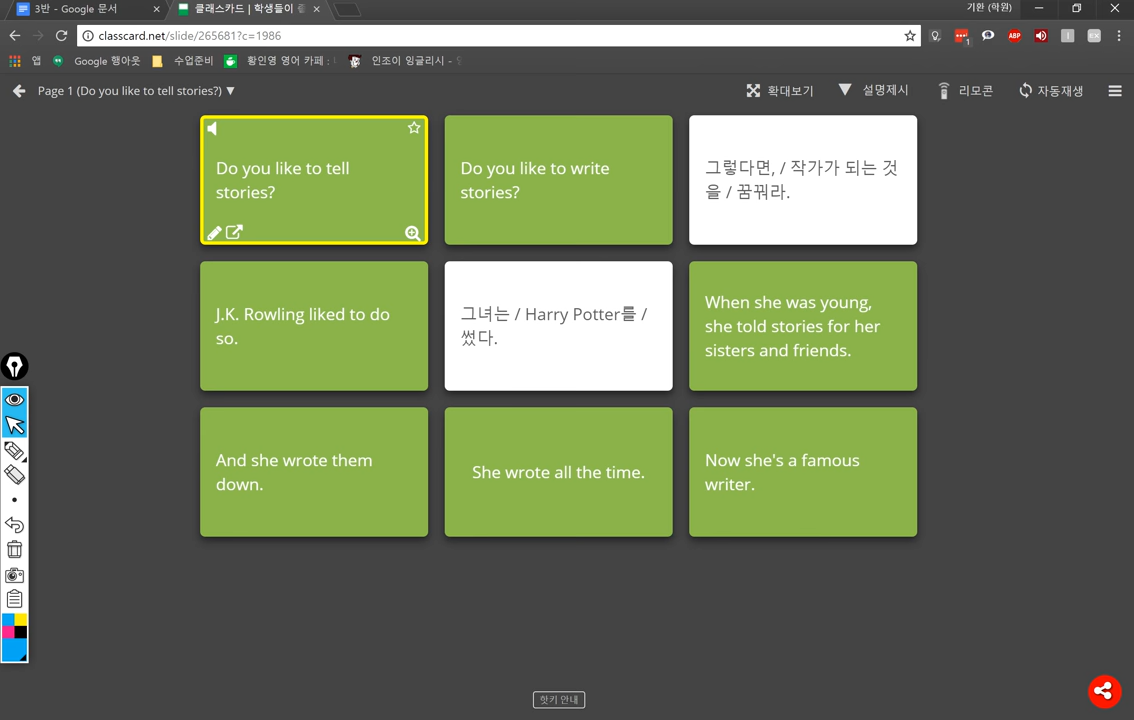 3반 - Google 문서
클래스카드 | 학생들이
기환 (학원)
classcard.net/slide/265681?c=1986
1
ABP
앱
Google 행아웃
수업준비
황인영 영어 카페 :
인조이 잉글리시 -
Page 1 (Do you like to tell stories?) ▼
확대보기
설명제시
리모콘
자동재생
Do you like to tell
stories?
Do you like to write
stories?
그렇다면, / 작가가 되는 것
을 / 꿈꿔라.
J.K. Rowling liked to do
so.
그녀는 / Harry Potter를 /
썼다.
When she was young,
she told stories for her
sisters and friends.
And she wrote them
down.
She wrote all the time.
Now she's a famous
writer.
핫키 안내